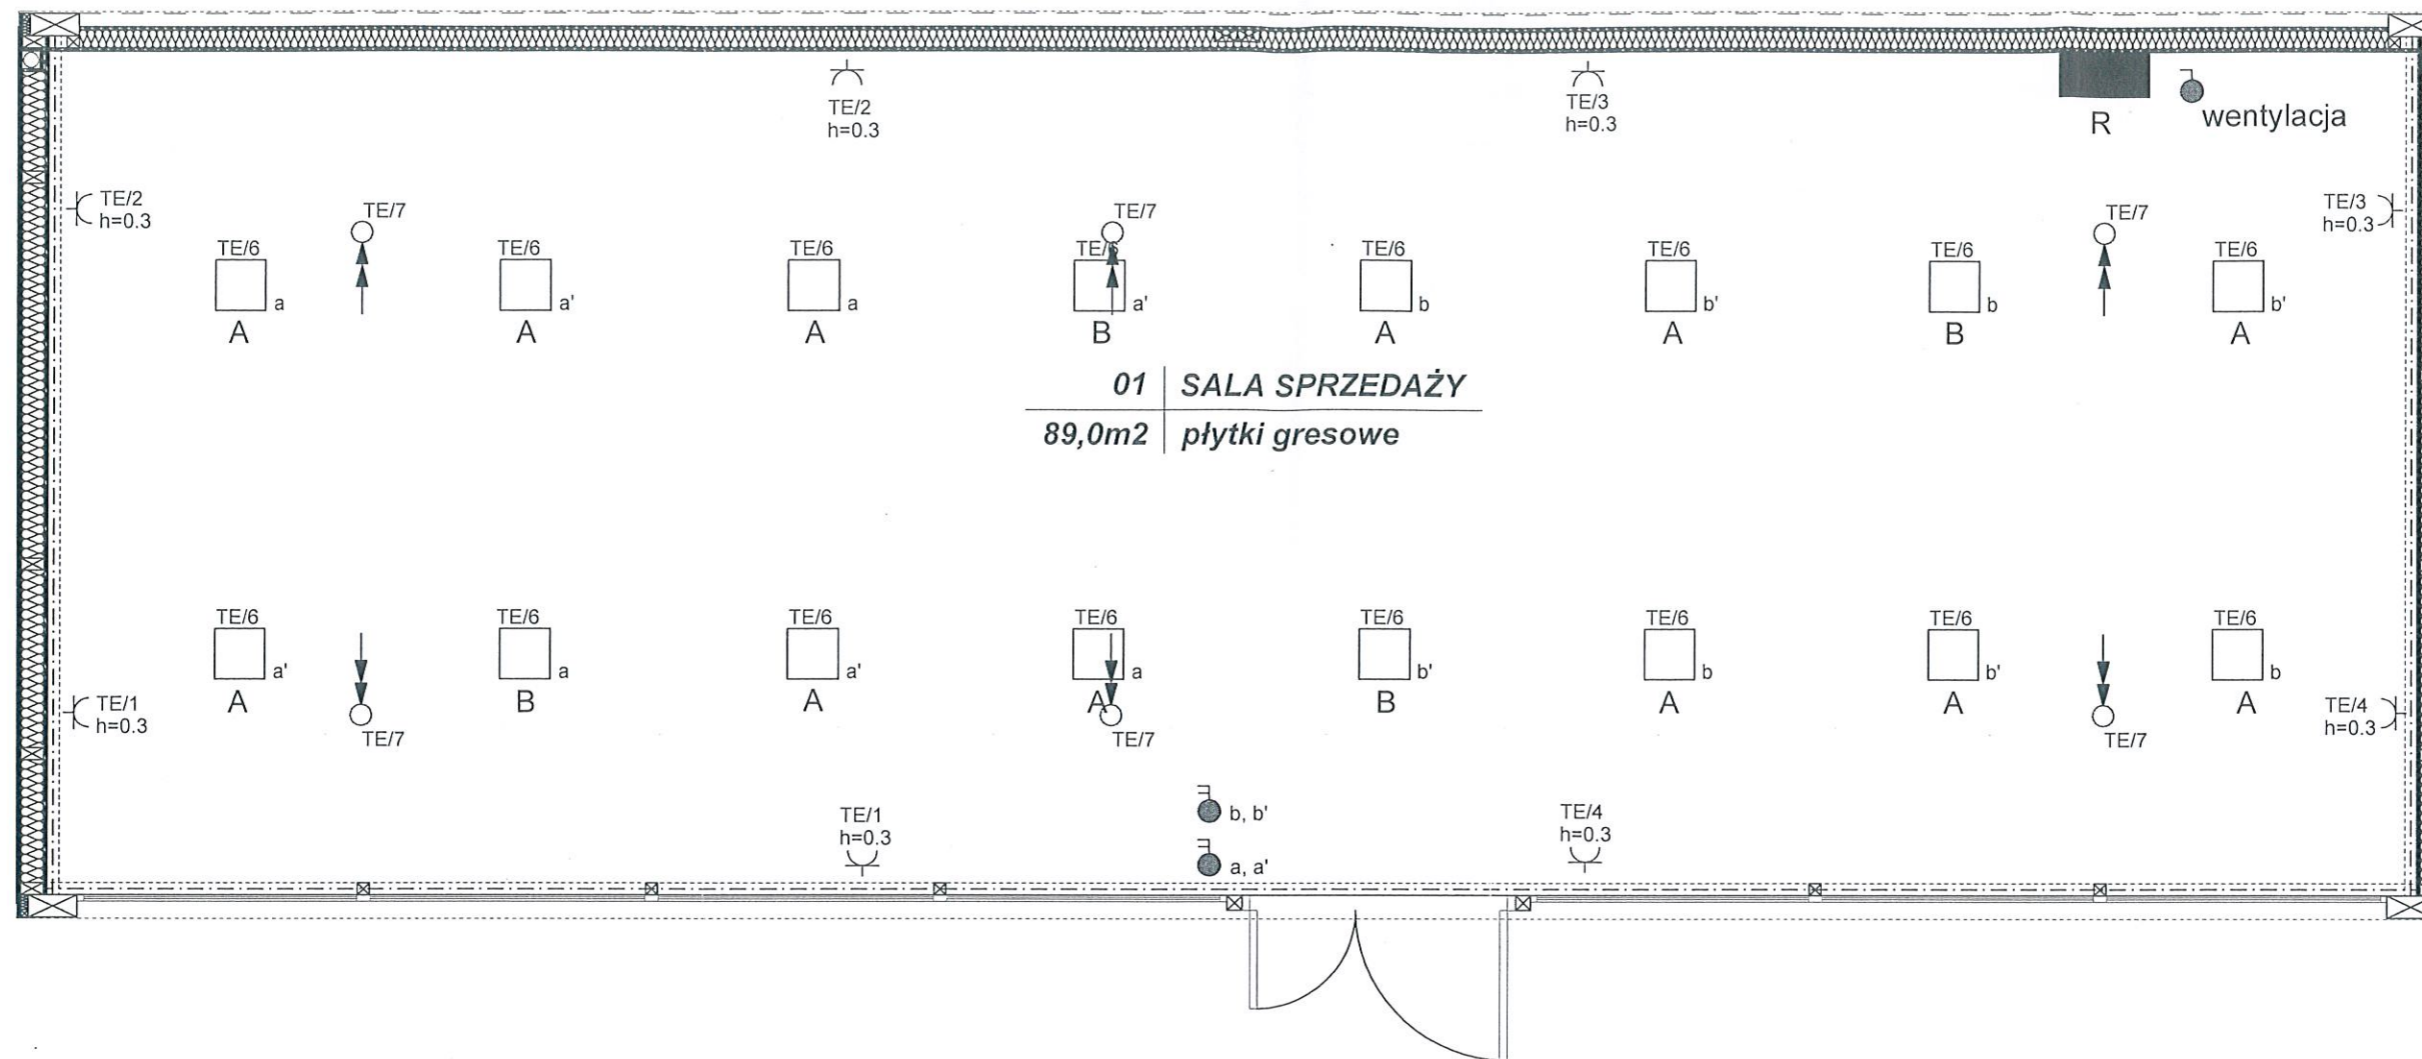 TE/2
h=0.3
TE/3
h=0.3
R
wentylacja
TE/2
h=0.3
TE/7
TE/7
TE/7
TE/3
h=0.3
TE/6
TE/6
TE/6
TE/6
TE/6
TE/6
TE/6
TE/6
a
a'
a
a'
b
b'
b
b'
A
A
A
B
A
A
B
A
01 SALA SPRZEDAŻY
89,0m2 płytki gresowe
TE/6
TE/6
TE/6
TE/6
TE/6
TE/6
TE/6
TE/6
a'
a
a'
a
b'
b
b'
b
A
B
A
A
B
A
A
A
TE/1
h=0.3
TE/4
h=0.3
TE/7
TE/7
TE/7
TE/1
h=0.3
b, b'
a, a'
TE/4
h=0.3